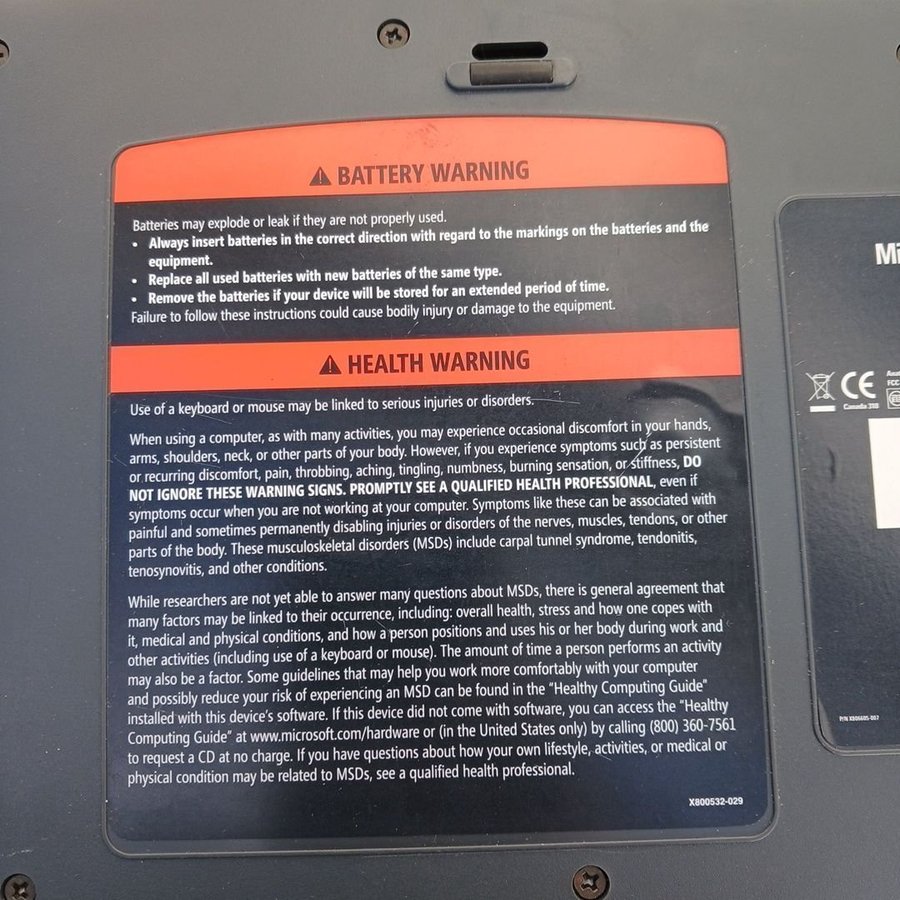 ⚠ BATTERY WARNING
Batteries may explode or leak if they are not properly used.
• Always insert batteries in the correct direction with regard to the markings on the batteries and the
equipment.
• Replace all used batteries with new batteries of the same type.
• Remove the batteries if your device will be stored for an extended period of time.
Failure to follow these instructions could cause bodily injury or damage to the equipment.
⚠ HEALTH WARNING
Use of a keyboard or mouse may be linked to serious injuries or disorders.
When using a computer, as with many activities, you may experience occasional discomfort in your hands,
arms, shoulders, neck, or other parts of your body. However, if you experience symptoms such as persistent
or recurring discomfort, pain, throbbing, aching, tingling, numbness, burning sensation, or stiffness, DO
NOT IGNORE THESE WARNING SIGNS. PROMPTLY SEE A QUALIFIED HEALTH PROFESSIONAL, even if
symptoms occur when you are not working at your computer. Symptoms like these can be associated with
painful and sometimes permanently disabling injuries or disorders of the nerves, muscles, tendons, or other
parts of the body. These musculoskeletal disorders (MSDs) include carpal tunnel syndrome, tendonitis,
tenosynovitis, and other conditions.
While researchers are not yet able to answer many questions about MSDs, there is general agreement that
many factors may be linked to their occurrence, including: overall health, stress and how one copes with
it, medical and physical conditions, and how a person positions and uses his or her body during work and
other activities (including use of a keyboard or mouse). The amount of time a person performs an activity
may also be a factor. Some guidelines that may help you work more comfortably with your computer
and possibly reduce your risk of experiencing an MSD can be found in the "Healthy Computing Guide"
installed with this device's software. If this device did not come with software, you can access the "Healthy
Computing Guide" at www.microsoft.com/hardware or (in the United States only) by calling (800) 360-7561
to request a CD at no charge. If you have questions about how your own lifestyle, activities, or medical or
physical condition may be related to MSDs, see a qualified health professional.
X800532-029
Mi
CE
FCC
Canada 310
P/N X806605-002